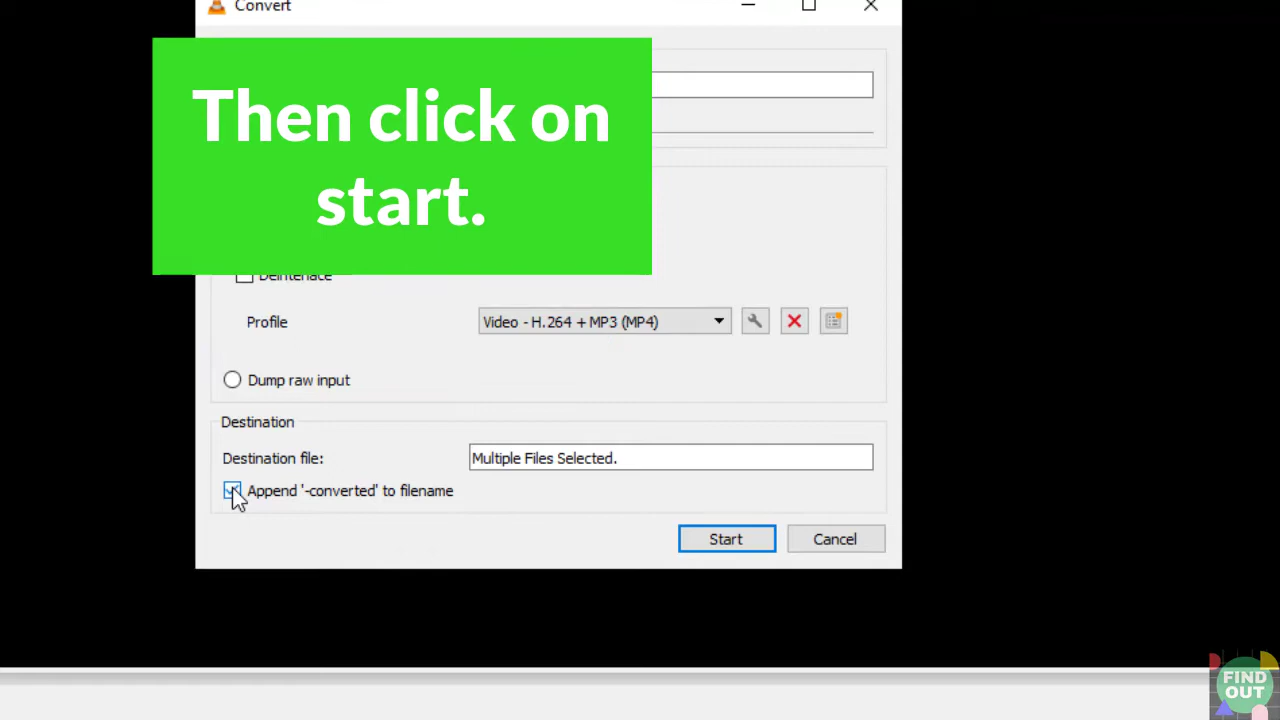 Convert
Then click on
start.
Deinterlace
Profile
Video - H.264 + MP3 (MP4)
Dump raw input
Destination
Destination file:
Multiple Files Selected.
Append '-converted' to filename
Start
Cancel
FIND
OUT